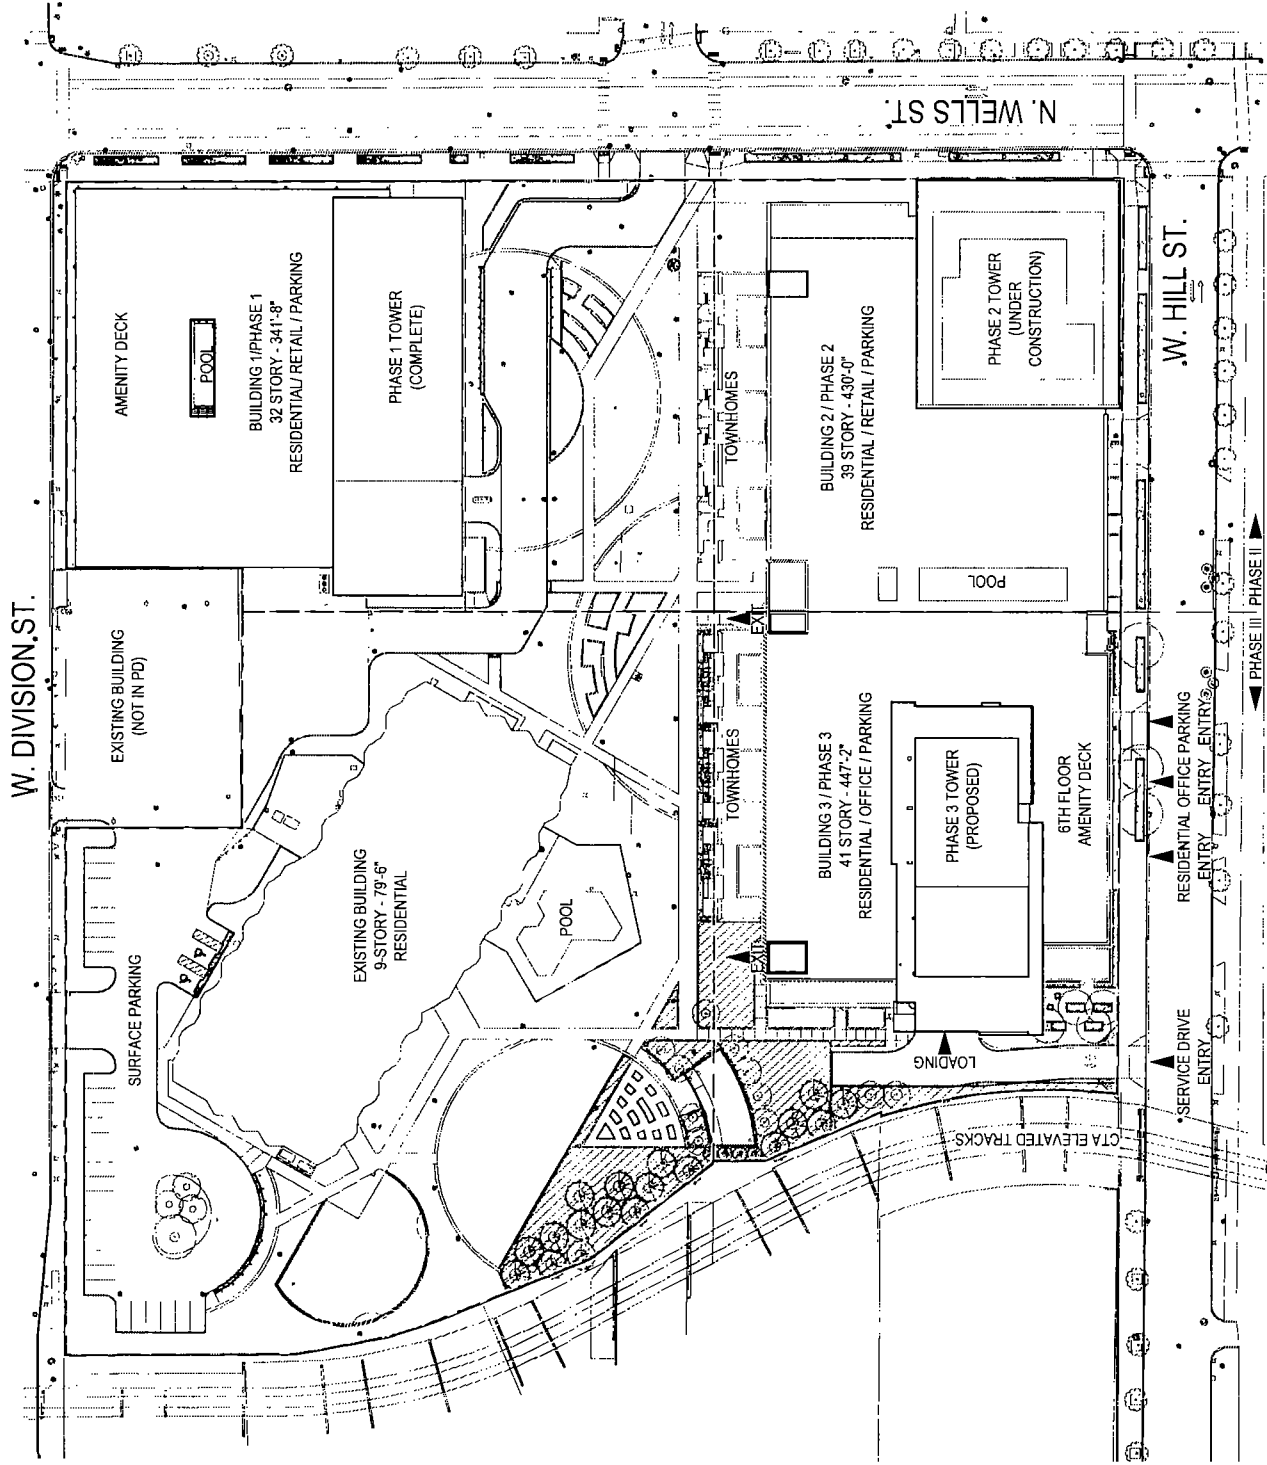 N. WELLS ST.
W. DIVISION ST.
W. HILL ST.
AMENITY DECK
POOL
BUILDING 1/PHASE 1
32 STORY - 341'-8"
RESIDENTIAL/ RETAIL / PARKING
PHASE 1 TOWER
(COMPLETE)
TOWNHOMES
BUILDING 2 / PHASE 2
39 STORY - 430'-0"
RESIDENTIAL / RETAIL / PARKING
PHASE 2 TOWER
(UNDER
CONSTRUCTION)
POOL
EXISTING BUILDING
(NOT IN PD)
EXIT
PHASE III
PHASE II
SURFACE PARKING
EXISTING BUILDING
9-STORY - 79'-6"
RESIDENTIAL
POOL
TOWNHOMES
EXIT
BUILDING 3 / PHASE 3
41 STORY - 447'-2"
RESIDENTIAL / OFFICE / PARKING
PHASE 3 TOWER
(PROPOSED)
6TH FLOOR
AMENITY DECK
RESIDENTIAL OFFICE PARKING
ENTRY ENTRY ENTRY
LOADING
SERVICE DRIVE
ENTRY
CTA ELEVATED TRACKS